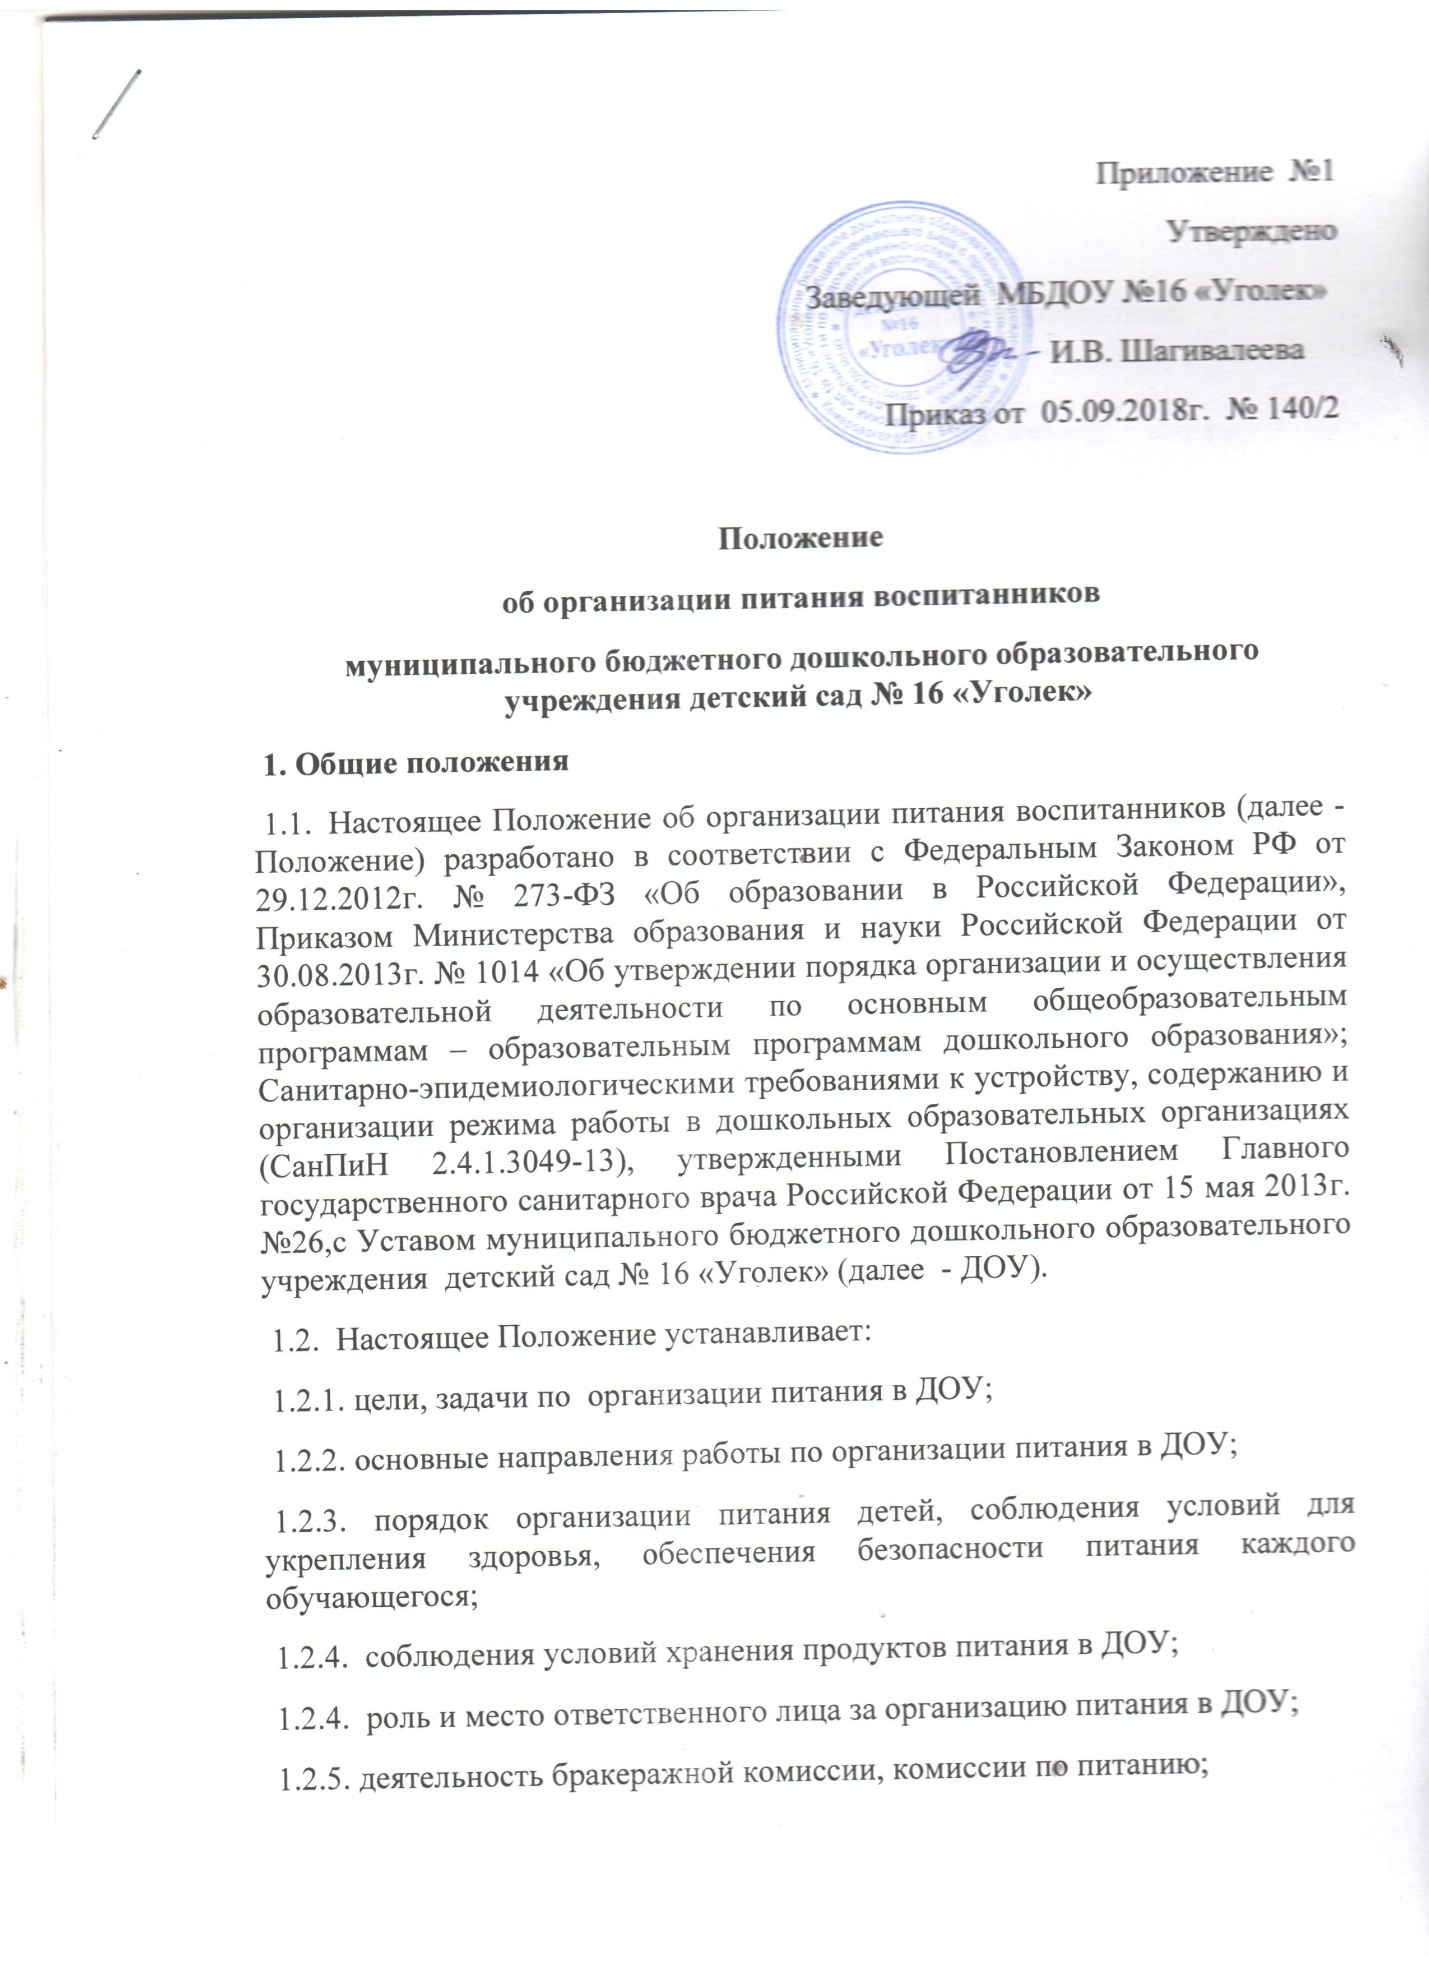 Приложение №1
Утверждено
Заведующей МБДОУ №16 «Уголек»
№16
«Уголек»
И.В. Шагивалеева
Приказ от 05.09.2018г. № 140/2
Положение
об организации питания воспитанников
муниципального бюджетного дошкольного образовательного
учреждения детский сад № 16 «Уголек»
1. Общие положения
1.1. Настоящее Положение об организации питания воспитанников (далее -
Положение) разработано в соответствии с Федеральным Законом РФ от
29.12.2012г. № 273-ФЗ «Об образовании в Российской Федерации»,
Приказом Министерства образования и науки Российской Федерации от
30.08.2013г. № 1014 «Об утверждении порядка организации и осуществления
образовательной деятельности по основным общеобразовательным
программам – образовательным программам дошкольного образования»;
Санитарно-эпидемиологическими требованиями к устройству, содержанию и
организации режима работы в дошкольных образовательных организациях
(СанПиН 2.4.1.3049-13), утвержденными Постановлением Главного
государственного санитарного врача Российской Федерации от 15 мая 2013г.
№26,с Уставом муниципального бюджетного дошкольного образовательного
учреждения детский сад № 16 «Уголек» (далее - ДОУ).
1.2. Настоящее Положение устанавливает:
1.2.1. цели, задачи по организации питания в ДОУ;
1.2.2. основные направления работы по организации питания в ДОУ;
1.2.3. порядок организации питания детей, соблюдения условий для
укрепления здоровья, обеспечения безопасности питания каждого
обучающегося;
1.2.4. соблюдения условий хранения продуктов питания в ДОУ;
1.2.4. роль и место ответственного лица за организацию питания в ДОУ;
1.2.5. деятельность бракеражной комиссии, комиссии по питанию;